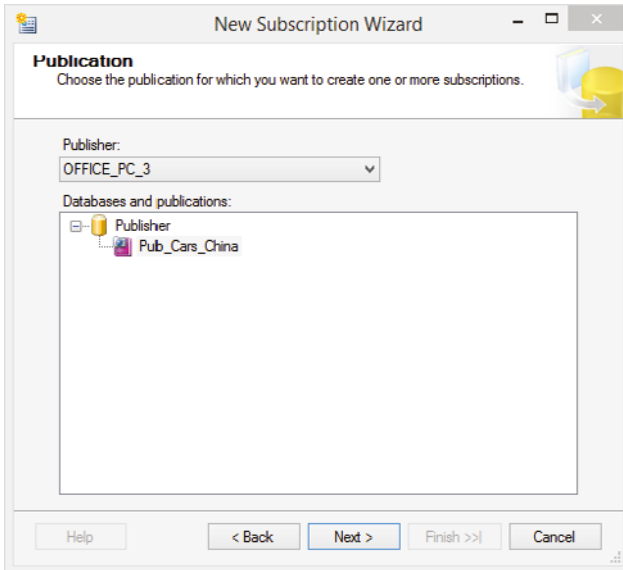 New Subscription Wizard
Publication
Choose the publication for which you want to create one or more subscriptions.
Publisher:
OFFICE_PC_3
Databases and publications:
Publisher
Pub_Cars_China
Help
< Back
Next >
Finish >>|
Cancel